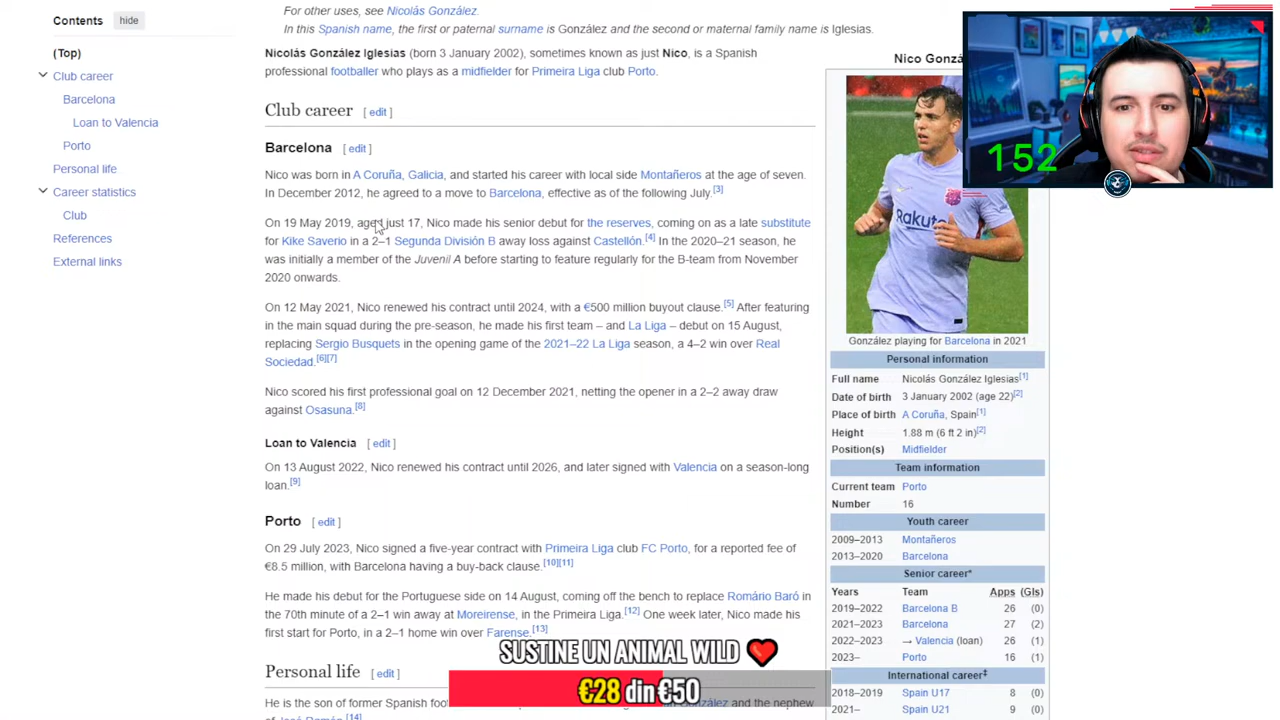 Contents hide
(Top)
Club career
Barcelona
Loan to Valencia
Porto
Personal life
Career statistics
Club
References
External links
For other uses, see Nicolás González.
In this Spanish name, the first or paternal surname is González and the second or maternal family name is Iglesias.
Nicolás González Iglesias (born 3 January 2002), sometimes known as just Nico, is a Spanish
professional footballer who plays as a midfielder for Primeira Liga club Porto.
Club career [ edit ]
Barcelona [ edit ]
Nico was born in A Coruña, Galicia, and started his career with local side Montañeros at the age of seven.
In December 2012, he agreed to a move to Barcelona, effective as of the following July.[3]
On 19 May 2019, aged just 17, Nico made his senior debut for the reserves, coming on as a late substitute
for Kike Saverio in a 2–1 Segunda División B away loss against Castellón.[4] In the 2020–21 season, he
was initially a member of the Juvenil A before starting to feature regularly for the B-team from November
2020 onwards.
On 12 May 2021, Nico renewed his contract until 2024, with a €500 million buyout clause.[5] After featuring
in the main squad during the pre-season, he made his first team – and La Liga – debut on 15 August,
replacing Sergio Busquets in the opening game of the 2021–22 La Liga season, a 4–2 win over Real
Sociedad.[6][7]
Nico scored his first professional goal on 12 December 2021, netting the opener in a 2–2 away draw
against Osasuna.[8]
Loan to Valencia [ edit ]
On 13 August 2022, Nico renewed his contract until 2026, and later signed with Valencia on a season-long
loan.[9]
Porto [ edit ]
On 29 July 2023, Nico signed a five-year contract with Primeira Liga club FC Porto, for a reported fee of
€8.5 million, with Barcelona having a buy-back clause.[10][11]
He made his debut for the Portuguese side on 14 August, coming off the bench to replace Romário Baró in
the 70th minute of a 2–1 win away at Moreirense, in the Primeira Liga.[12] One week later, Nico made his
first start for Porto, in a 2–1 home win over Farense.[13]
Personal life [ edit ]
He is the son of former Spanish and the nephew
[14]
Nico
152
Rakuten
González playing for Barcelona in 2021
Personal information
Full name Nicolás González Iglesias[1]
Date of birth 3 January 2002 (age 22)[2]
Place of birth A Coruña, Spain[1]
Height 1.88 m (6 ft 2 in)[2]
Position(s) Midfielder
Team information
Current team Porto
Number 16
Youth career
2009–2013 Montañeros
2013–2020 Barcelona
Senior career*
Years Team Apps (Gls)
2019–2022 Barcelona B 26 (0)
2021–2023 Barcelona 27 (2)
2022–2023 → Valencia (loan) 26 (1)
2023– Porto 16 (1)
International career‡
2018–2019 Spain U17 8 (0)
2021– Spain U21 9 (0)
SUSTINE UN ANIMAL WILD
€28 din €50